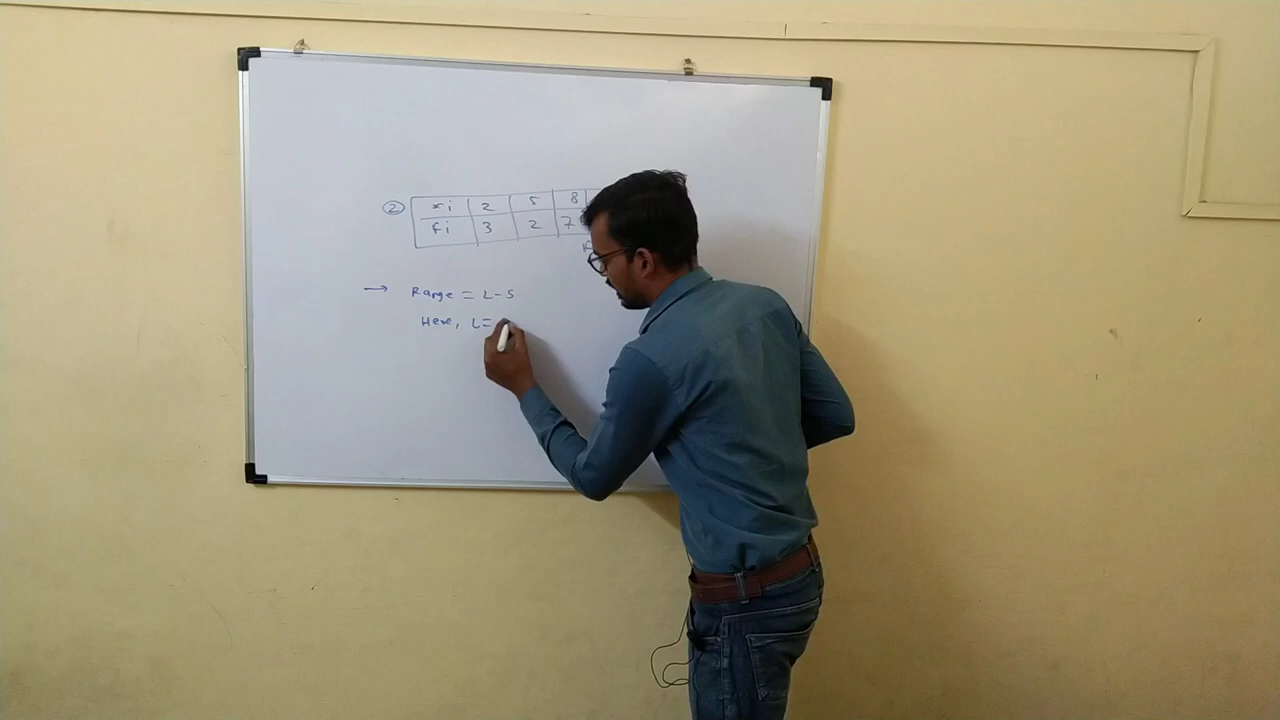 ② xi 2 5 8
fi 3 2 7
→ Range = L-S
Here, L=